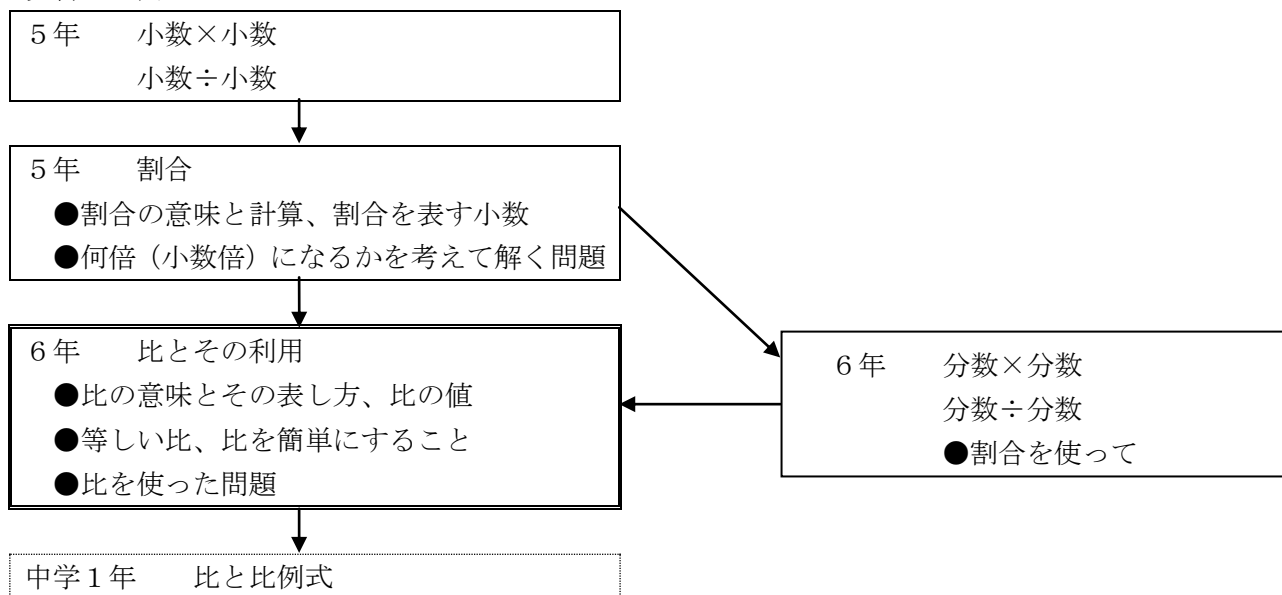 5年　　小数×小数
小数÷小数
5年　　割合
●割合の意味と計算、割合を表す小数
●何倍（小数倍）になるかを考えて解く問題
6年　　比とその利用
●比の意味とその表し方、比の値
●等しい比、比を簡単にすること
●比を使った問題
6年　　分数×分数
分数÷分数
●割合を使って
中学1年　　比と比例式